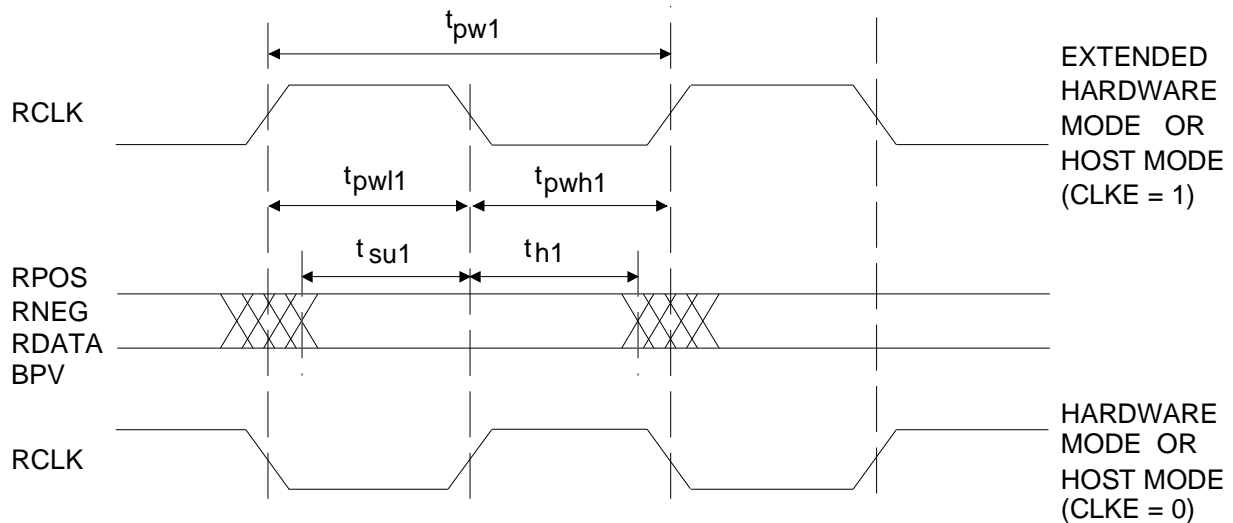 tpw1
RCLK
EXTENDED
HARDWARE
MODE OR
HOST MODE
(CLKE = 1)
tpwl1
tpwh1
tsu1
th1
RPOS
RNEG
RDATA
BPV
RCLK
HARDWARE
MODE OR
HOST MODE
(CLKE = 0)